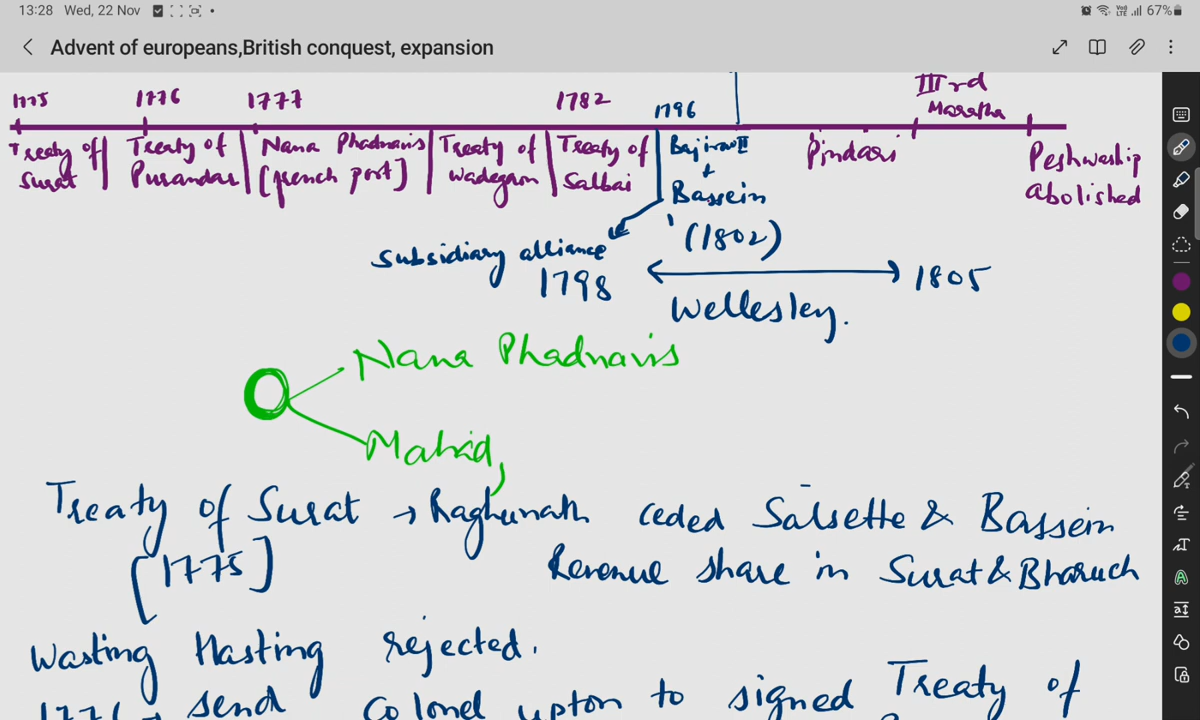 13:28 Wed, 22 Nov
67%
Advent of europeans,British conquest, expansion
1775 1776 1777 1782 1796 IIIrd Maratha
Treaty of Surat
Treaty of Purandar
Nana Phadnavis [french port]
Treaty of Wadegaon
Treaty of Salbai
Bajirao II + Bassein (1802)
Pindari
Peshwaship abolished
Subsidiary alliance 1798
1805
Wellesley.
Nana Phadnavis
Mahad
Treaty of Surat → Raghunath ceded Salsette & Bassein
[1775] Revenue share in Surat & Bharuch
Wasting Hasting rejected.
1776 → send Colonel upton to signed Treaty of